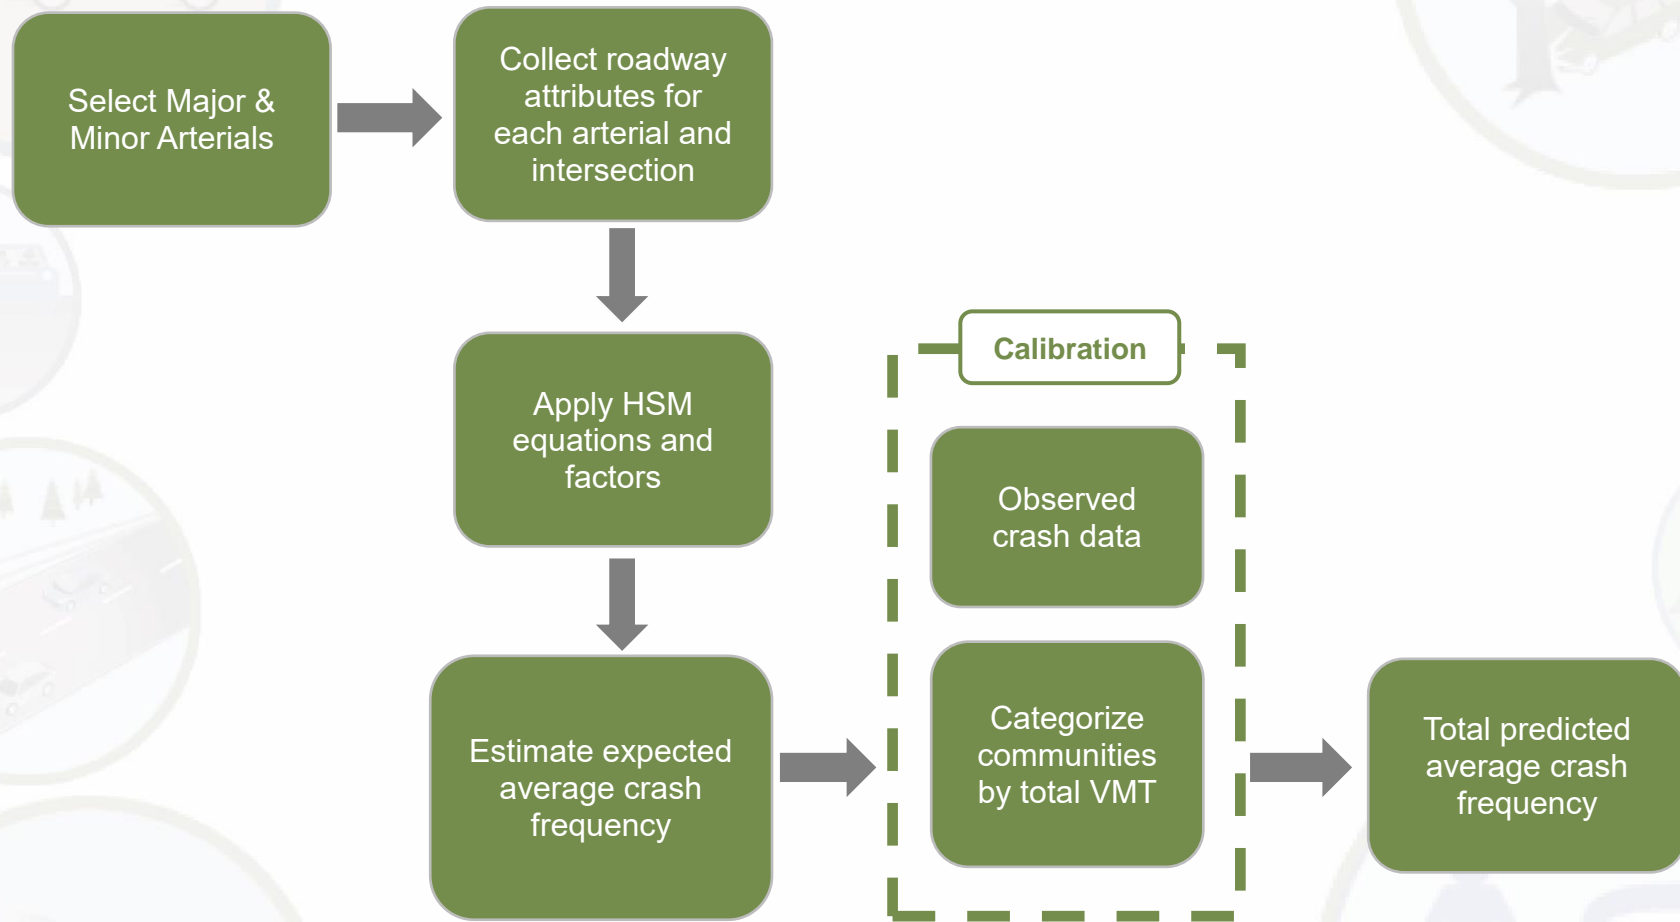 Select Major &
Minor Arterials
Collect roadway
attributes for
each arterial and
intersection
Apply HSM
equations and
factors
Estimate expected
average crash
frequency
Calibration
Observed
crash data
Categorize
communities
by total VMT
Total predicted
average crash
frequency